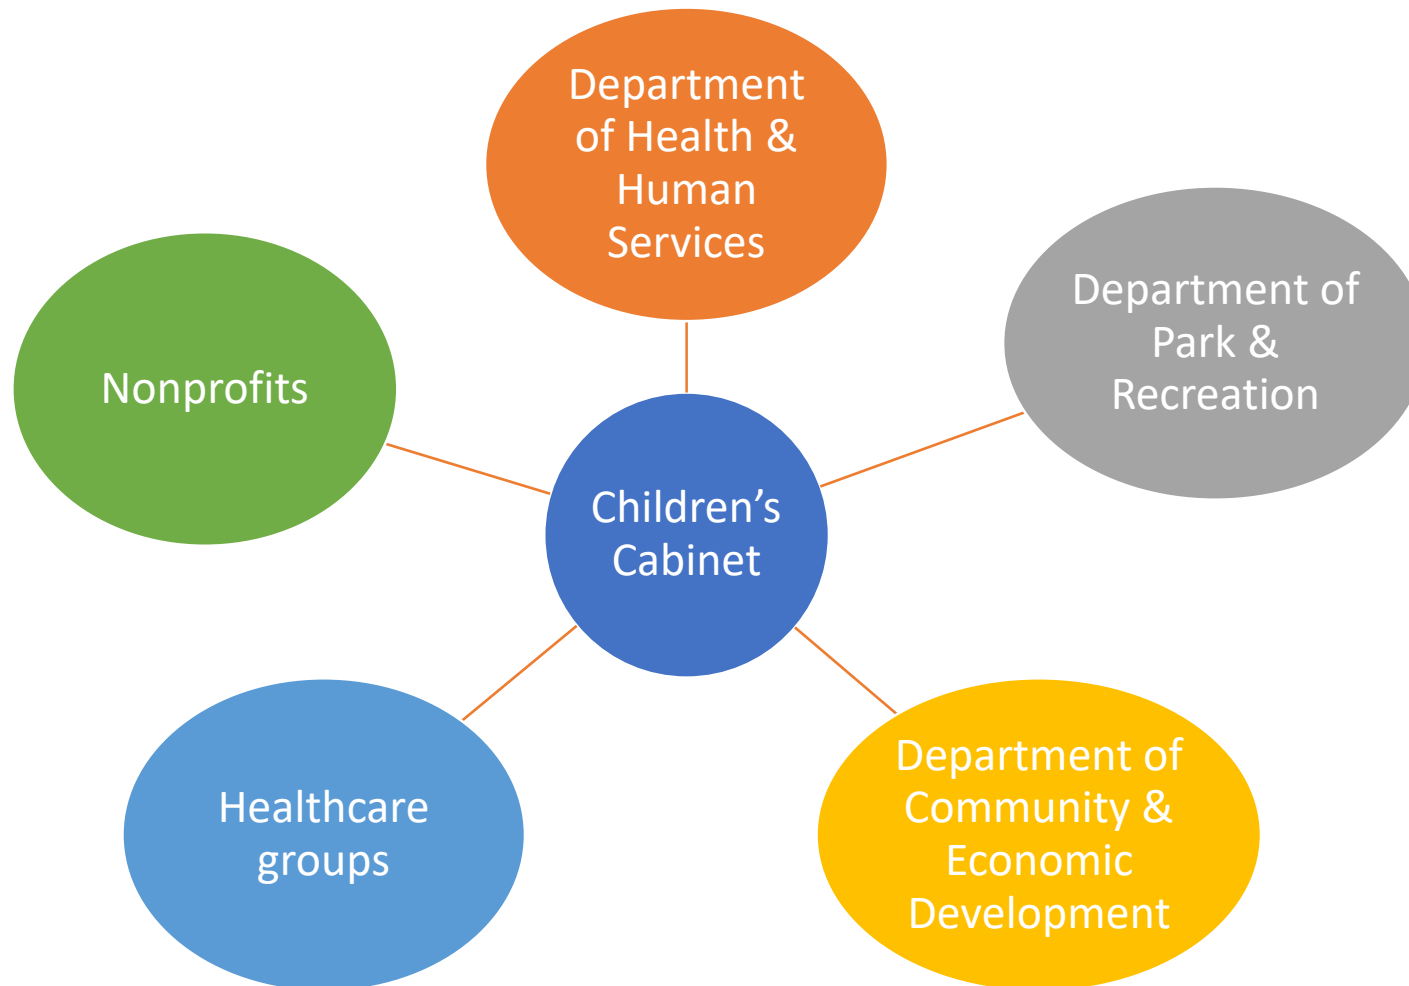 Department
of Health &
Human
Services
Department of
Park &
Recreation
Nonprofits
Children’s
Cabinet
Healthcare
groups
Department of
Community &
Economic
Development